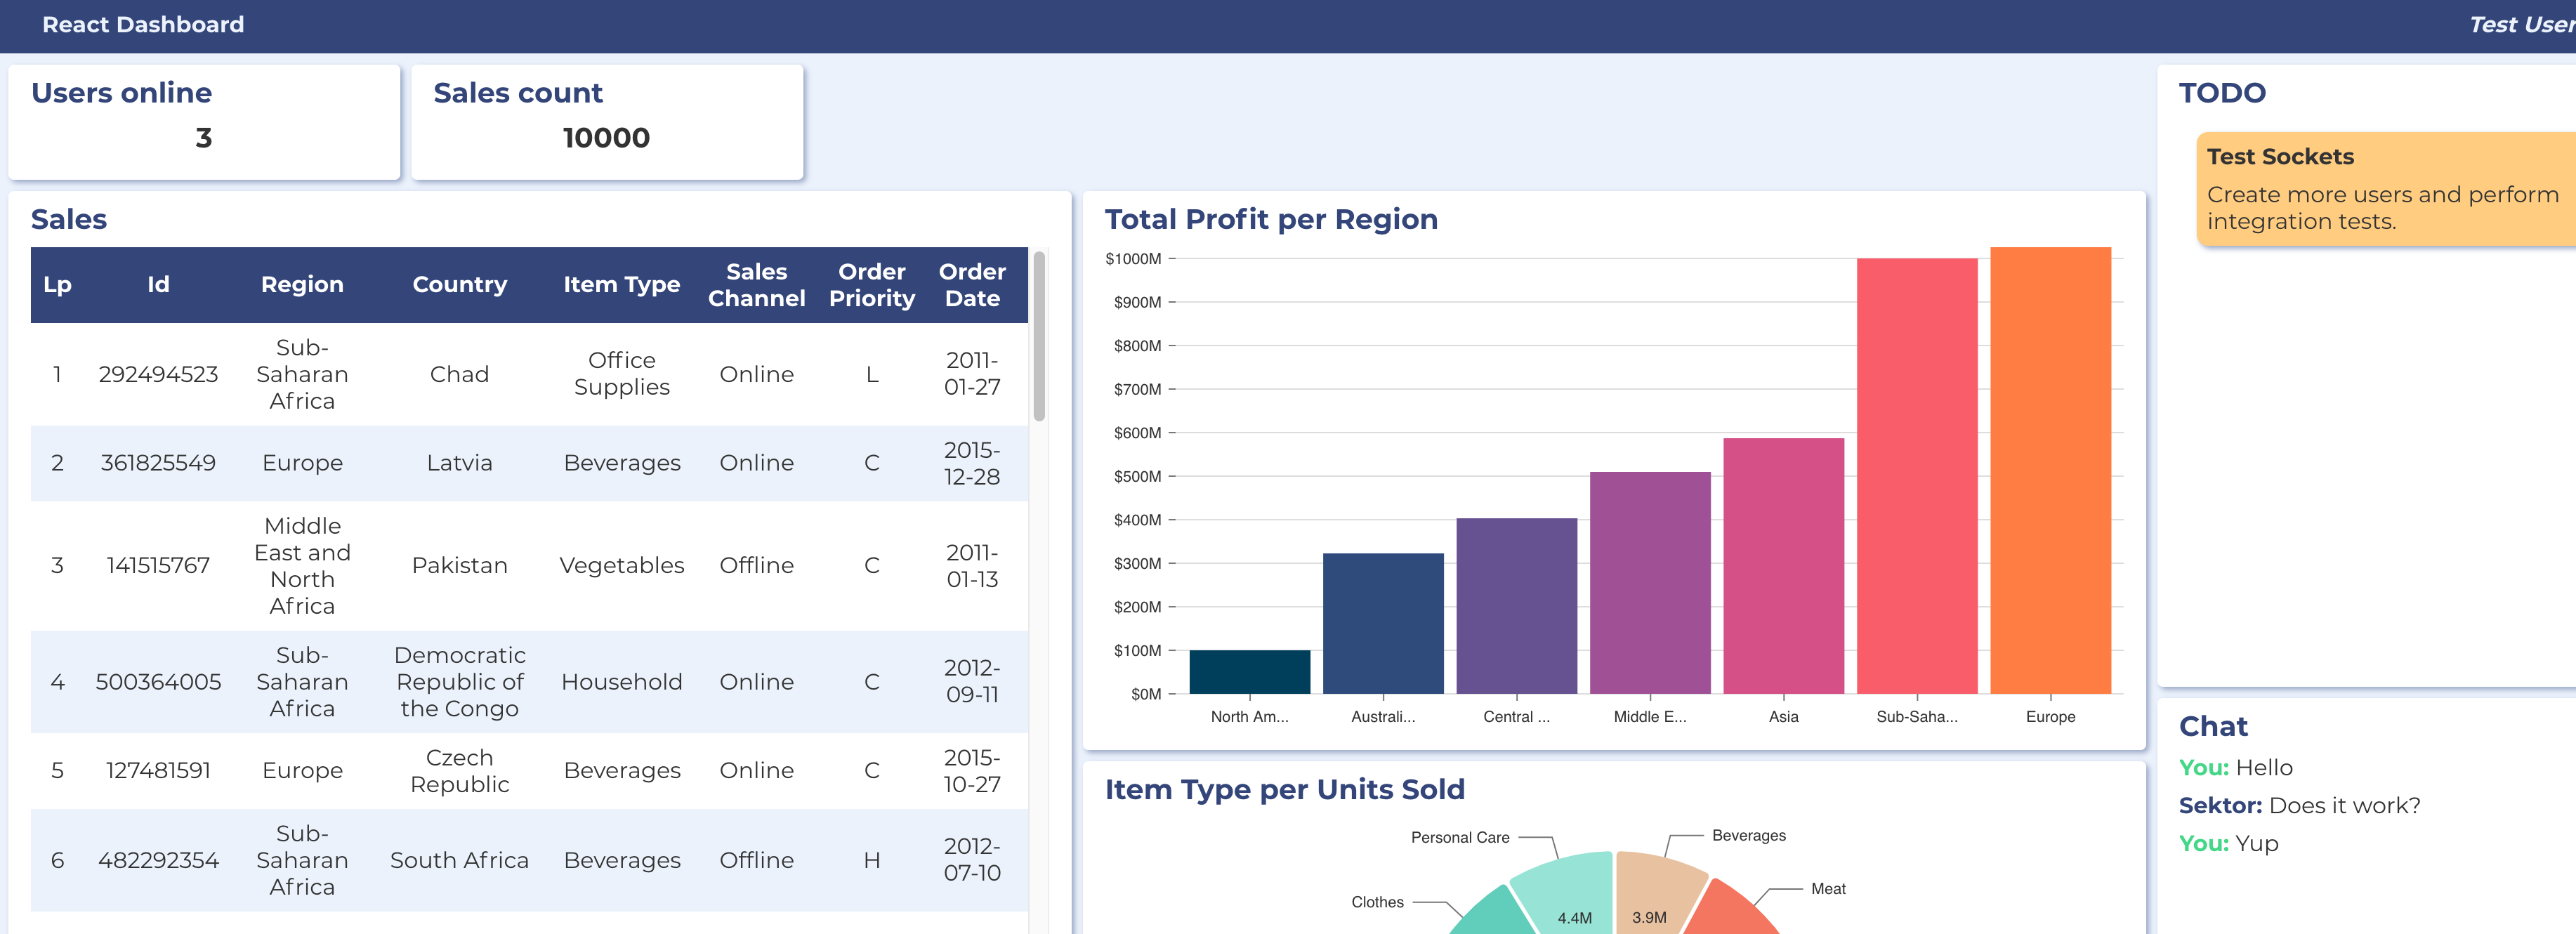 React Dashboard
Test User
Users online
3
Sales count
10000
Sales
Lp Id Region Country Item Type Sales Channel Order Priority Order Date
1 292494523 Sub-Saharan Africa Chad Office Supplies Online L 2011-01-27
2 361825549 Europe Latvia Beverages Online C 2015-12-28
3 141515767 Middle East and North Africa Pakistan Vegetables Offline C 2011-01-13
4 500364005 Sub-Saharan Africa Democratic Republic of the Congo Household Online C 2012-09-11
5 127481591 Europe Czech Republic Beverages Online C 2015-10-27
6 482292354 Sub-Saharan Africa South Africa Beverages Offline H 2012-07-10
Total Profit per Region
$1000M
$900M
$800M
$700M
$600M
$500M
$400M
$300M
$200M
$100M
$0M
North Am... Australi... Central ... Middle E... Asia Sub-Saha... Europe
Item Type per Units Sold
Personal Care
Beverages
Clothes
Meat
4.4M
3.9M
TODO
Test Sockets
Create more users and perform
integration tests.
Chat
You: Hello
Sektor: Does it work?
You: Yup